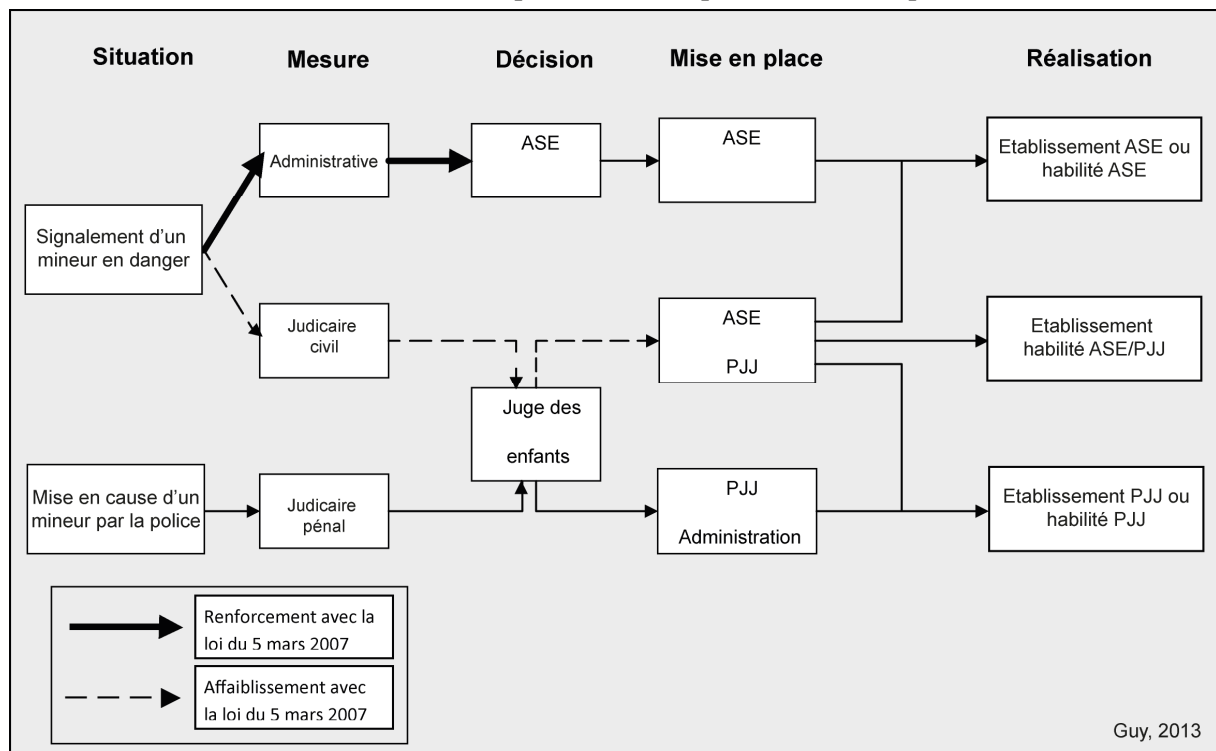 Situation
Mesure
Décision
Mise en place
Réalisation
Administrative
ASE
ASE
Etablissement ASE ou
habilité ASE
Signalement d'un
mineur en danger
Judicaire
civil
ASE
PJJ
Etablissement
habilité ASE/PJJ
Juge des
enfants
Mise en cause d'un
mineur par la police
Judicaire
pénal
PJJ
Administration
Etablissement PJJ ou
habilité PJJ
Renforcement avec la
loi du 5 mars 2007
Affaiblissement avec
la loi du 5 mars 2007
Guy, 2013